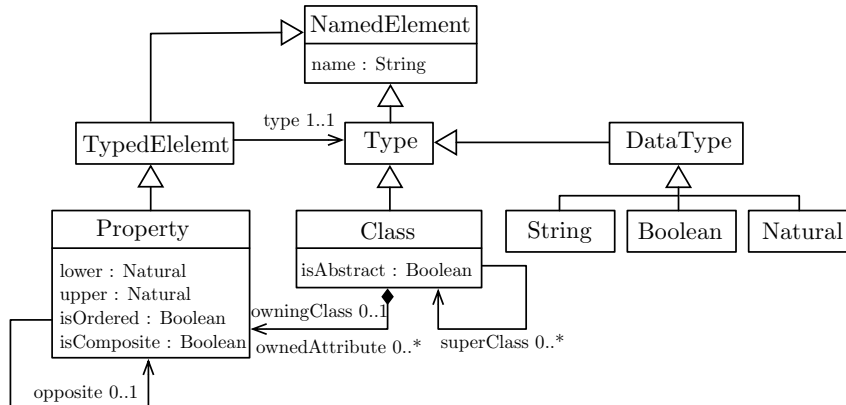 NamedElement
name : String
type 1..1
TypedElelemt
Type
DataType
Property
Class
String
Boolean
Natural
lower : Natural
upper : Natural
isOrdered : Boolean
isComposite : Boolean
isAbstract : Boolean
owningClass 0..1
ownedAttribute 0..*
superClass 0..*
opposite 0..1